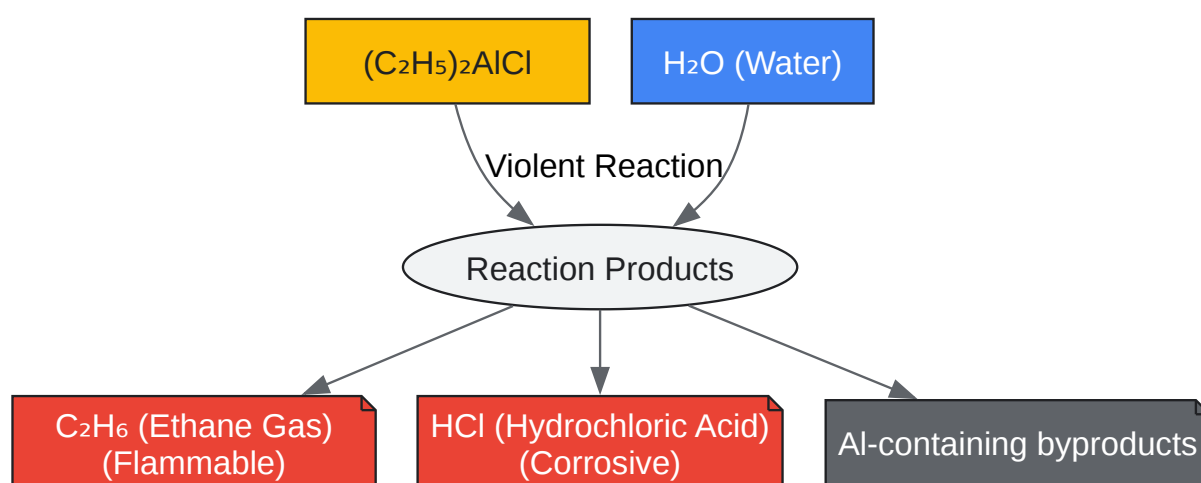 (C₂H₅)₂AlCl
H₂O (Water)
Violent Reaction
Reaction Products
C₂H₆ (Ethane Gas)
(Flammable)
HCl (Hydrochloric Acid)
(Corrosive)
Al-containing byproducts